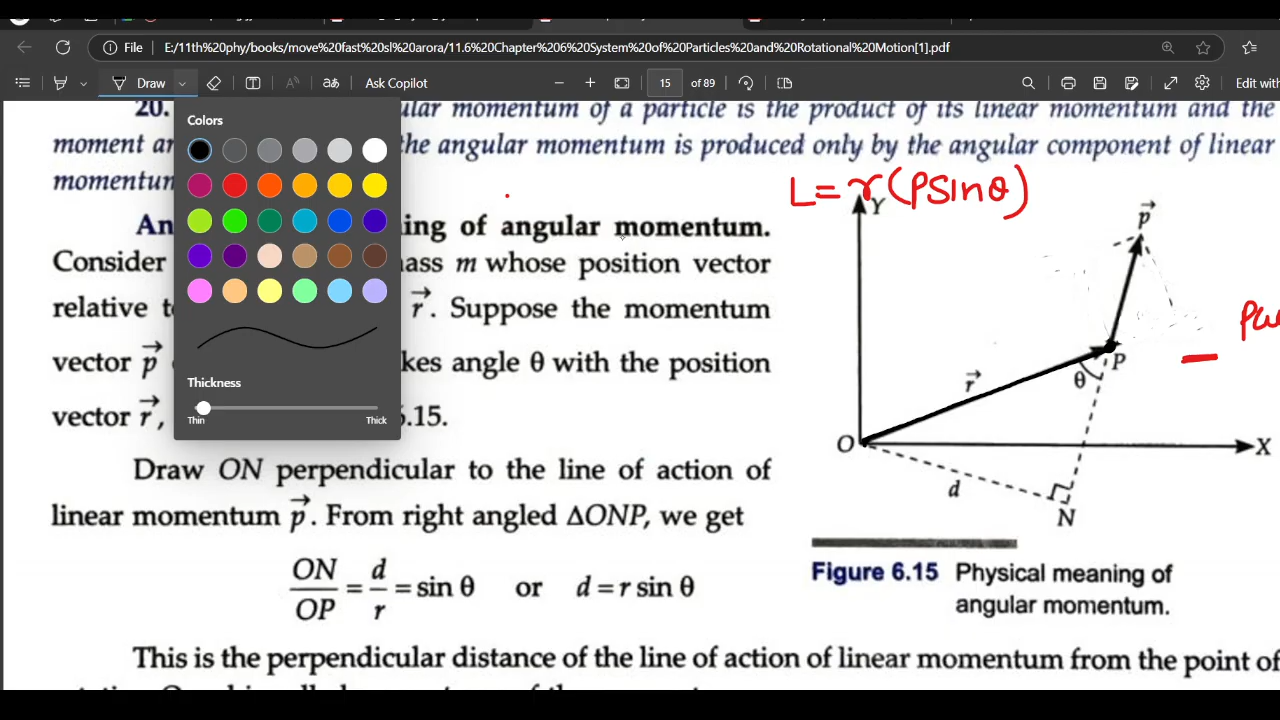 File E:/11th%20phy/books/move%20fast%20sl%20arora/11.6%20Chapter%206%20System%20of%20Particles%20and%20Rotational%20Motion[1].pdf
Draw Ask Copilot 15 of 89 Edit with
Colors
Thickness
Thin Thick
20. ular momentum of a particle is the product of its linear momentum and the
moment ar he angular momentum is produced only by the angular component of linear
momentum
An ing of angular momentum.
Consider ass m whose position vector
relative to r⃗. Suppose the momentum
vector p⃗ kes angle θ with the position
vector r⃗, 6.15.
Draw ON perpendicular to the line of action of
linear momentum p⃗. From right angled ΔONP, we get
ON/OP = d/r = sin θ or d = r sin θ
L = r(PSinθ)
Y
p⃗
P
θ
r⃗
O
X
d
N
Figure 6.15 Physical meaning of
angular momentum.
This is the perpendicular distance of the line of action of linear momentum from the point of